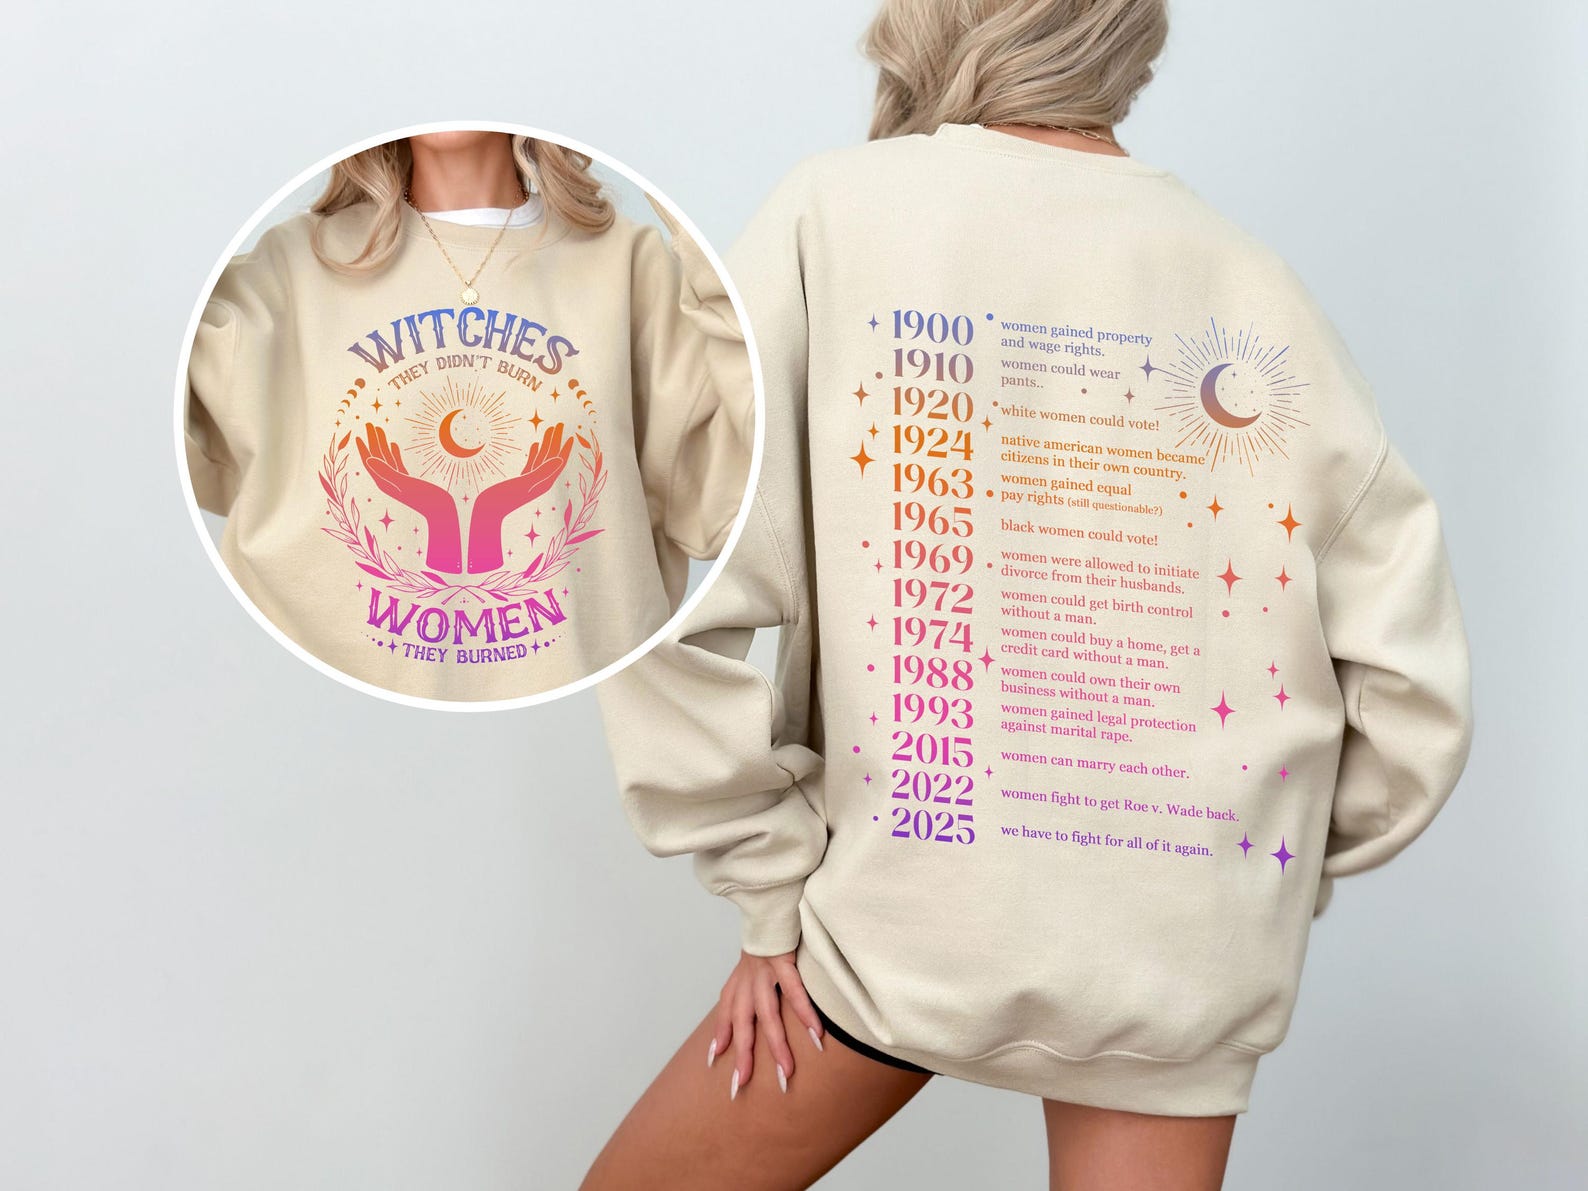 WITCHES
THEY DIDN'T BURN
WOMEN
THEY BURNED
1900 women gained property
and wage rights.
1910 women could wear
pants..
1920 white women could vote!
1924 native american women became
citizens in their own country.
1963 women gained equal
pay rights (still questionable?)
1965 black women could vote!
1969 women were allowed to initiate
divorce from their husbands.
1972 women could get birth control
without a man.
1974 women could buy a home, get a
credit card without a man.
1988 women could own their own
business without a man.
1993 women gained legal protection
against marital rape.
2015 women can marry each other.
2022 women fight to get Roe v. Wade back.
2025 we have to fight for all of it again.